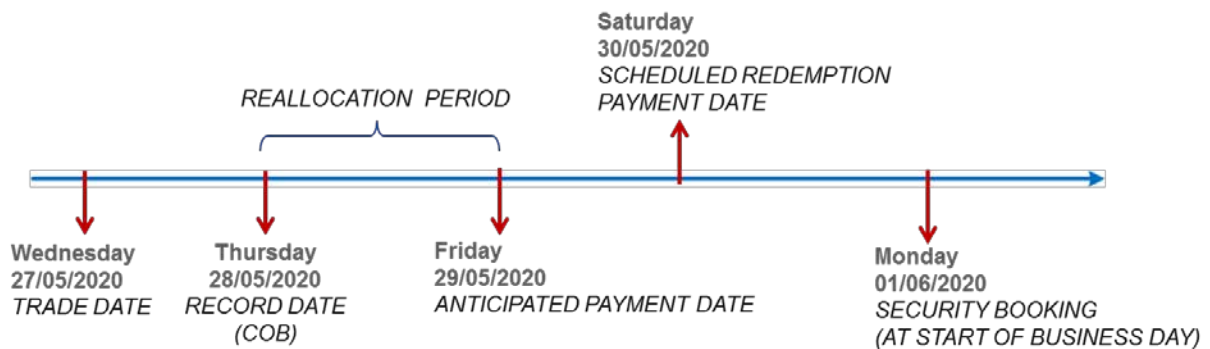 Saturday
30/05/2020
SCHEDULED REDEMPTION
PAYMENT DATE
REALLOCATION PERIOD
Wednesday
27/05/2020
TRADE DATE
Thursday
28/05/2020
RECORD DATE
(COB)
Friday
29/05/2020
ANTICIPATED PAYMENT DATE
Monday
01/06/2020
SECURITY BOOKING
(AT START OF BUSINESS DAY)